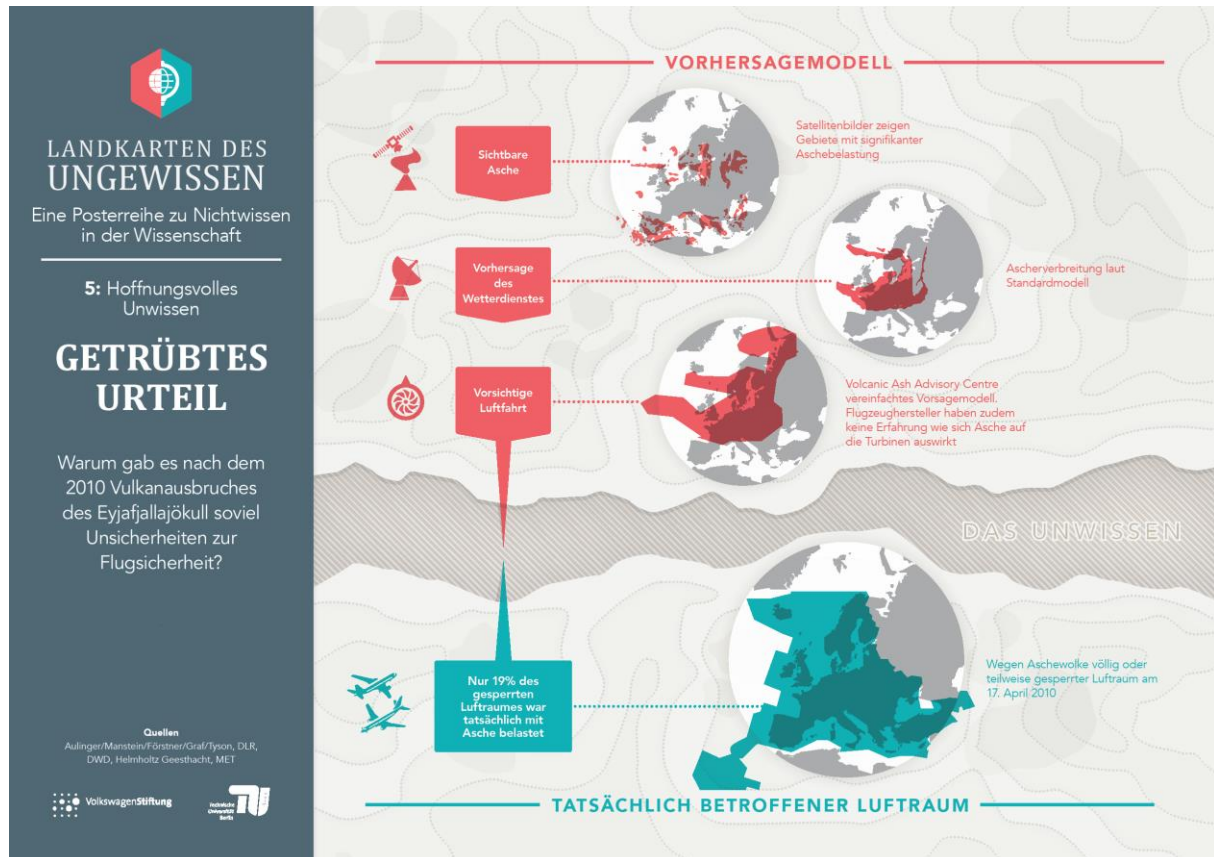 LANDKARTEN DES
UNGEWISSEN
Eine Posterreihe zu Nichtwissen
in der Wissenschaft
5: Hoffnungsvolles
Unwissen
GETRÜBTES
URTEIL
Warum gab es nach dem
2010 Vulkanausbruches
des Eyjafjallajökull soviel
Unsicherheiten zur
Flugsicherheit?
Quellen
Aulinger/Manstein/Förstner/Graf/Tyson, DLR,
DWD, Helmholtz Geesthacht, MET
VolkswagenStiftung
Technische
Universität
Berlin
VORHERSAGEMODELL
Sichtbare
Asche
Satellitenbilder zeigen
Gebiete mit signifikanter
Aschebelastung
Vorhersage
des
Wetterdienstes
Ascherverbreitung laut
Standardmodell
Vorsichtige
Luftfahrt
Volcanic Ash Advisory Centre
vereinfachtes Vorsagemodell.
Flugzeughersteller haben zudem
keine Erfahrung wie sich Asche auf
die Turbinen auswirkt
DAS UNWISSEN
Nur 19% des
gesperrten
Luftraumes war
tatsächlich mit
Asche belastet
Wegen Aschewolke völlig oder
teilweise gesperrter Luftraum am
17. April 2010
TATSÄCHLICH BETROFFENER LUFTRAUM